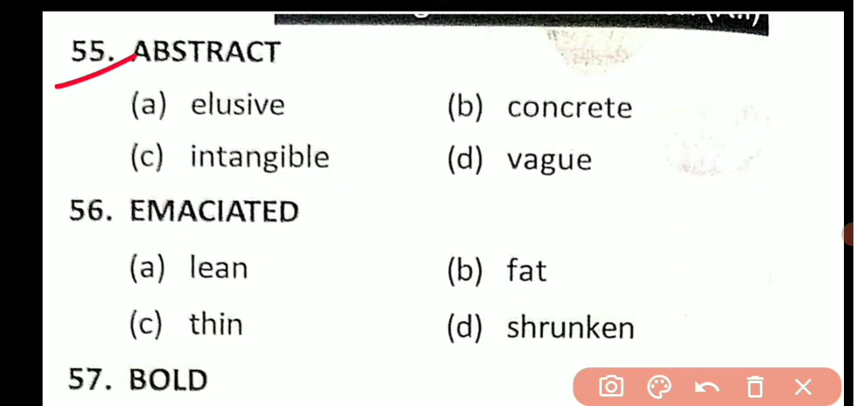 55. ABSTRACT
(a) elusive (b) concrete
(c) intangible (d) vague
56. EMACIATED
(a) lean (b) fat
(c) thin (d) shrunken
57. BOLD